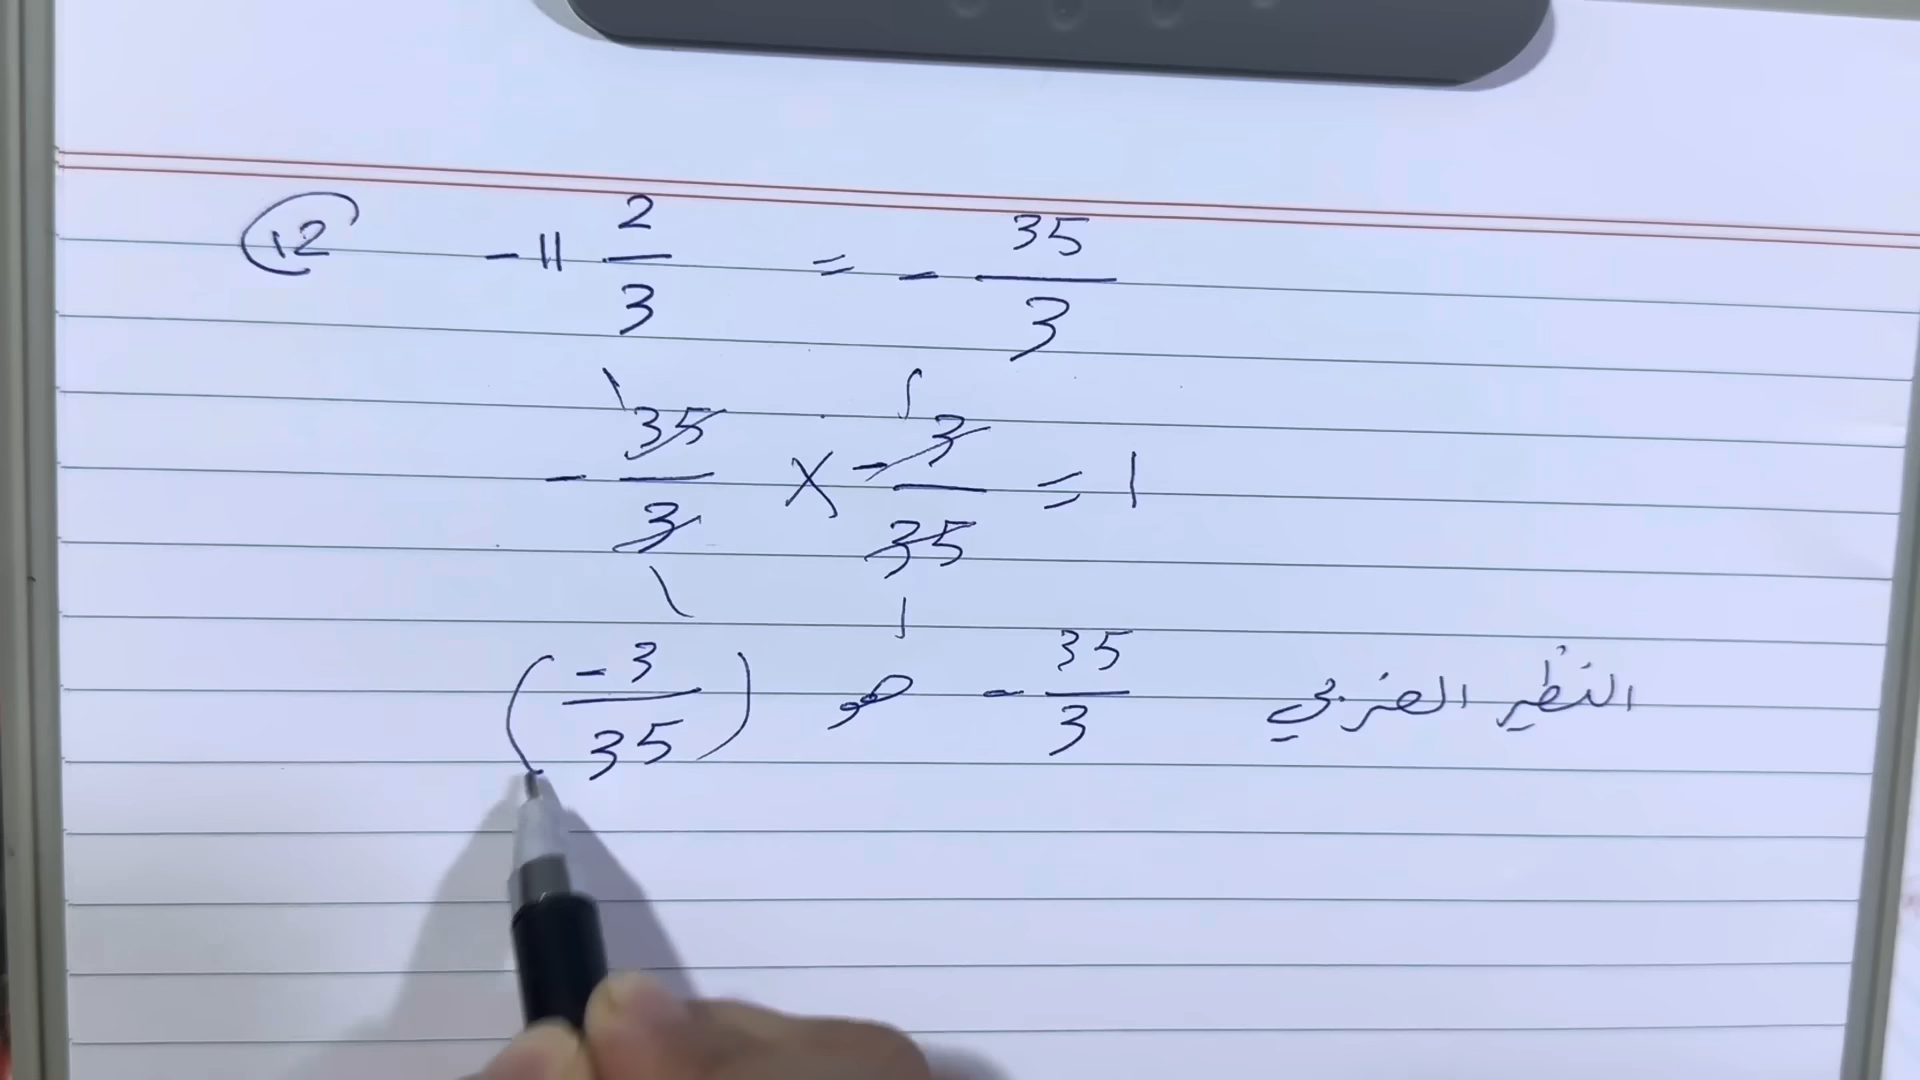 12 -11 2/3 = - 35/3
- 35/3 X -3/35 = 1
النظير الضربي - 35/3 هو (-3/35)